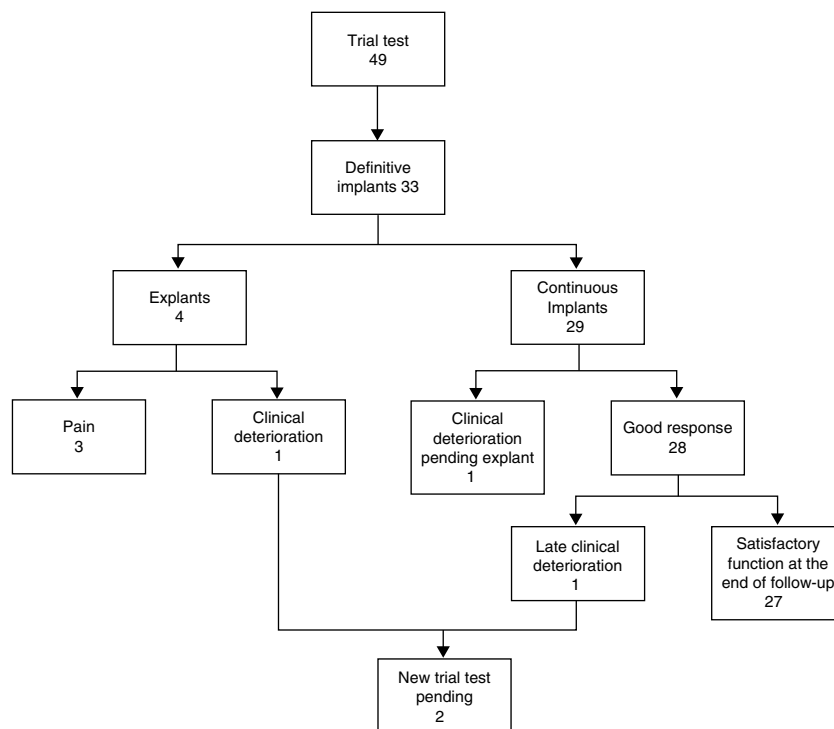 Trial test
49
Definitive
implants 33
Explants
4
Continuous
Implants
29
Pain
3
Clinical
deterioration
1
Clinical
deterioration
pending explant
1
Good response
28
Late clinical
deterioration
1
Satisfactory
function at the
end of follow-up
27
New trial test
pending
2